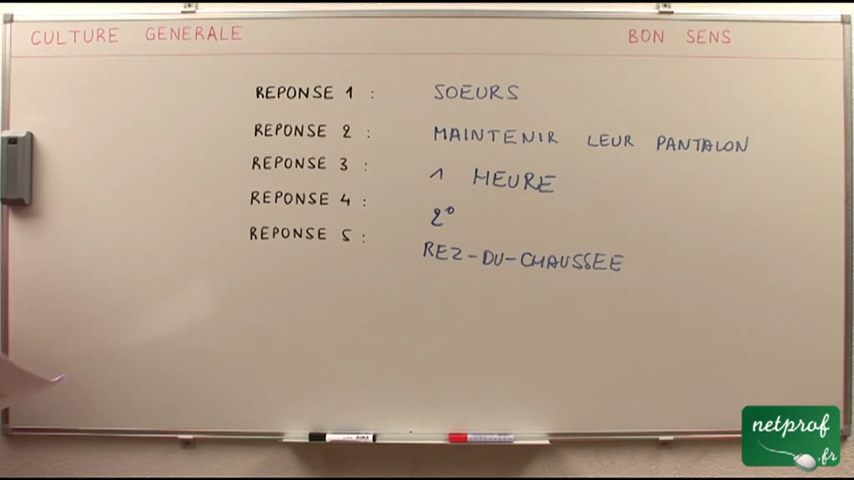 CULTURE GENERALE BON SENS
REPONSE 1 : SOEURS
REPONSE 2 : MAINTENIR LEUR PANTALON
REPONSE 3 : 1 HEURE
REPONSE 4 : 2°
REPONSE 5 : REZ-DU-CHAUSSEE
netprof
.fr